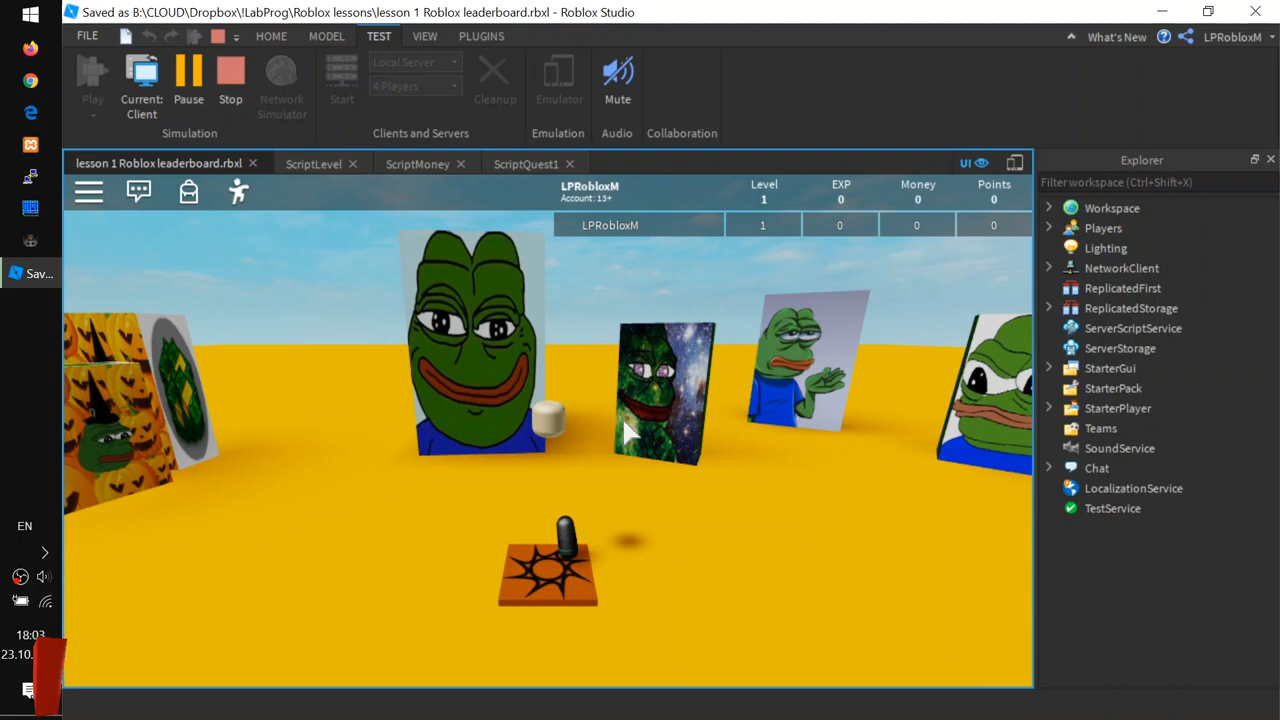 Saved as B:\CLOUD\Dropbox\!LabProg\Roblox lessons\lesson 1 Roblox leaderboard.rbxl - Roblox Studio
FILE HOME MODEL TEST VIEW PLUGINS What's New LPRobloxM
Play Current: Client Pause Stop Network Simulator Start Local Server 4 Players Cleanup Emulator Mute
Simulation Clients and Servers Emulation Audio Collaboration
lesson 1 Roblox leaderboard.rbxl ScriptLevel ScriptMoney ScriptQuest1 UI
LPRobloxM Level EXP Money Points
Account: 13+ 1 0 0 0
LPRobloxM 1 0 0 0
Explorer
Filter workspace (Ctrl+Shift+X)
Workspace
Players
Lighting
NetworkClient
ReplicatedFirst
ReplicatedStorage
ServerScriptService
ServerStorage
StarterGui
StarterPack
StarterPlayer
Teams
SoundService
Chat
LocalizationService
TestService
Sav...
EN
18:03
23.10.